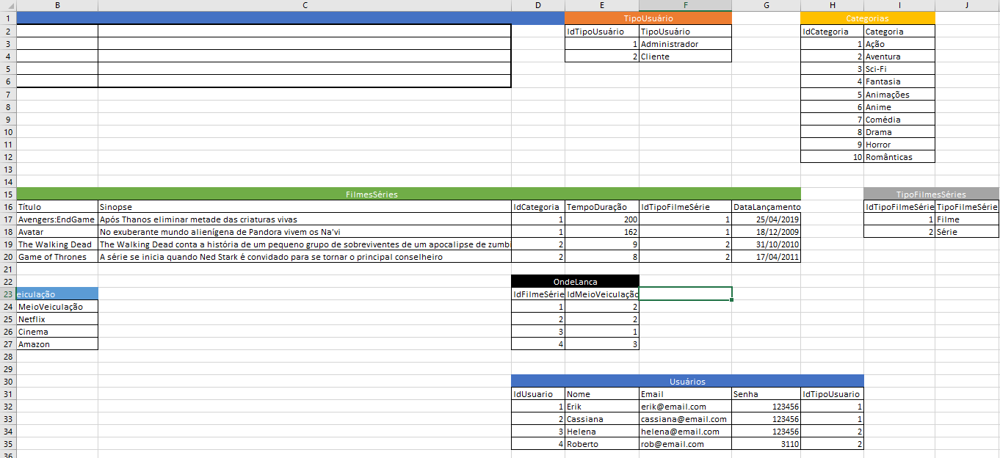 B C D E F G H I J
1 TipoUsuário Categorias
2 IdTipoUsuário TipoUsuário IdCategoria Categoria
3 1 Administrador 1 Ação
4 2 Cliente 2 Aventura
5 3 Sci-Fi
6 4 Fantasia
7 5 Animações
8 6 Anime
9 7 Comédia
10 8 Drama
11 9 Horror
12 10 Românticas
13
14
15 FilmesSéries TipoFilmesSéries
16 Título Sinopse IdCategoria TempoDuração IdTipoFilmeSérie DataLançamento IdTipoFilmeSérie TipoFilmeSérie
17 Avengers:EndGame Após Thanos eliminar metade das criaturas vivas 1 200 1 25/04/2019 1 Filme
18 Avatar No exuberante mundo alienígena de Pandora vivem os Na'vi 1 162 1 18/12/2009 2 Série
19 The Walking Dead The Walking Dead conta a história de um pequeno grupo de sobreviventes de um apocalipse de zumbi 2 9 2 31/10/2010
20 Game of Thrones A série se inicia quando Ned Stark é convidado para se tornar o principal conselheiro 2 8 2 17/04/2011
21
22 OndeLanca
23 eiculação IdFilmeSérie IdMeioVeiculação
24 MeioVeiculação 1 2
25 Netflix 2 2
26 Cinema 3 1
27 Amazon 4 3
28
29
30 Usuários
31 IdUsuario Nome Email Senha IdTipoUsuario
32 1 Erik erik@email.com 123456 1
33 2 Cassiana cassiana@email.com 123456 1
34 3 Helena helena@email.com 123456 2
35 4 Roberto rob@email.com 3110 2
36